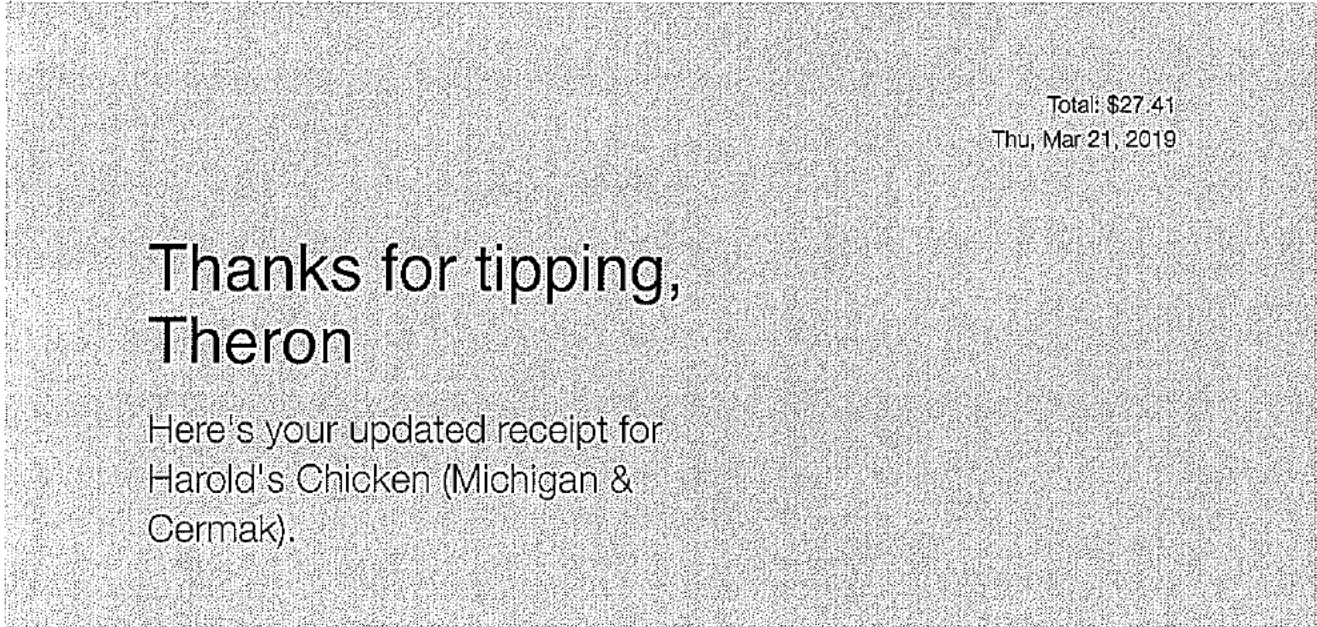 Total: $27.41
Thu, Mar 21, 2019
Thanks for tipping,
Theron
Here's your updated receipt for
Harold's Chicken (Michigan &
Cermak).